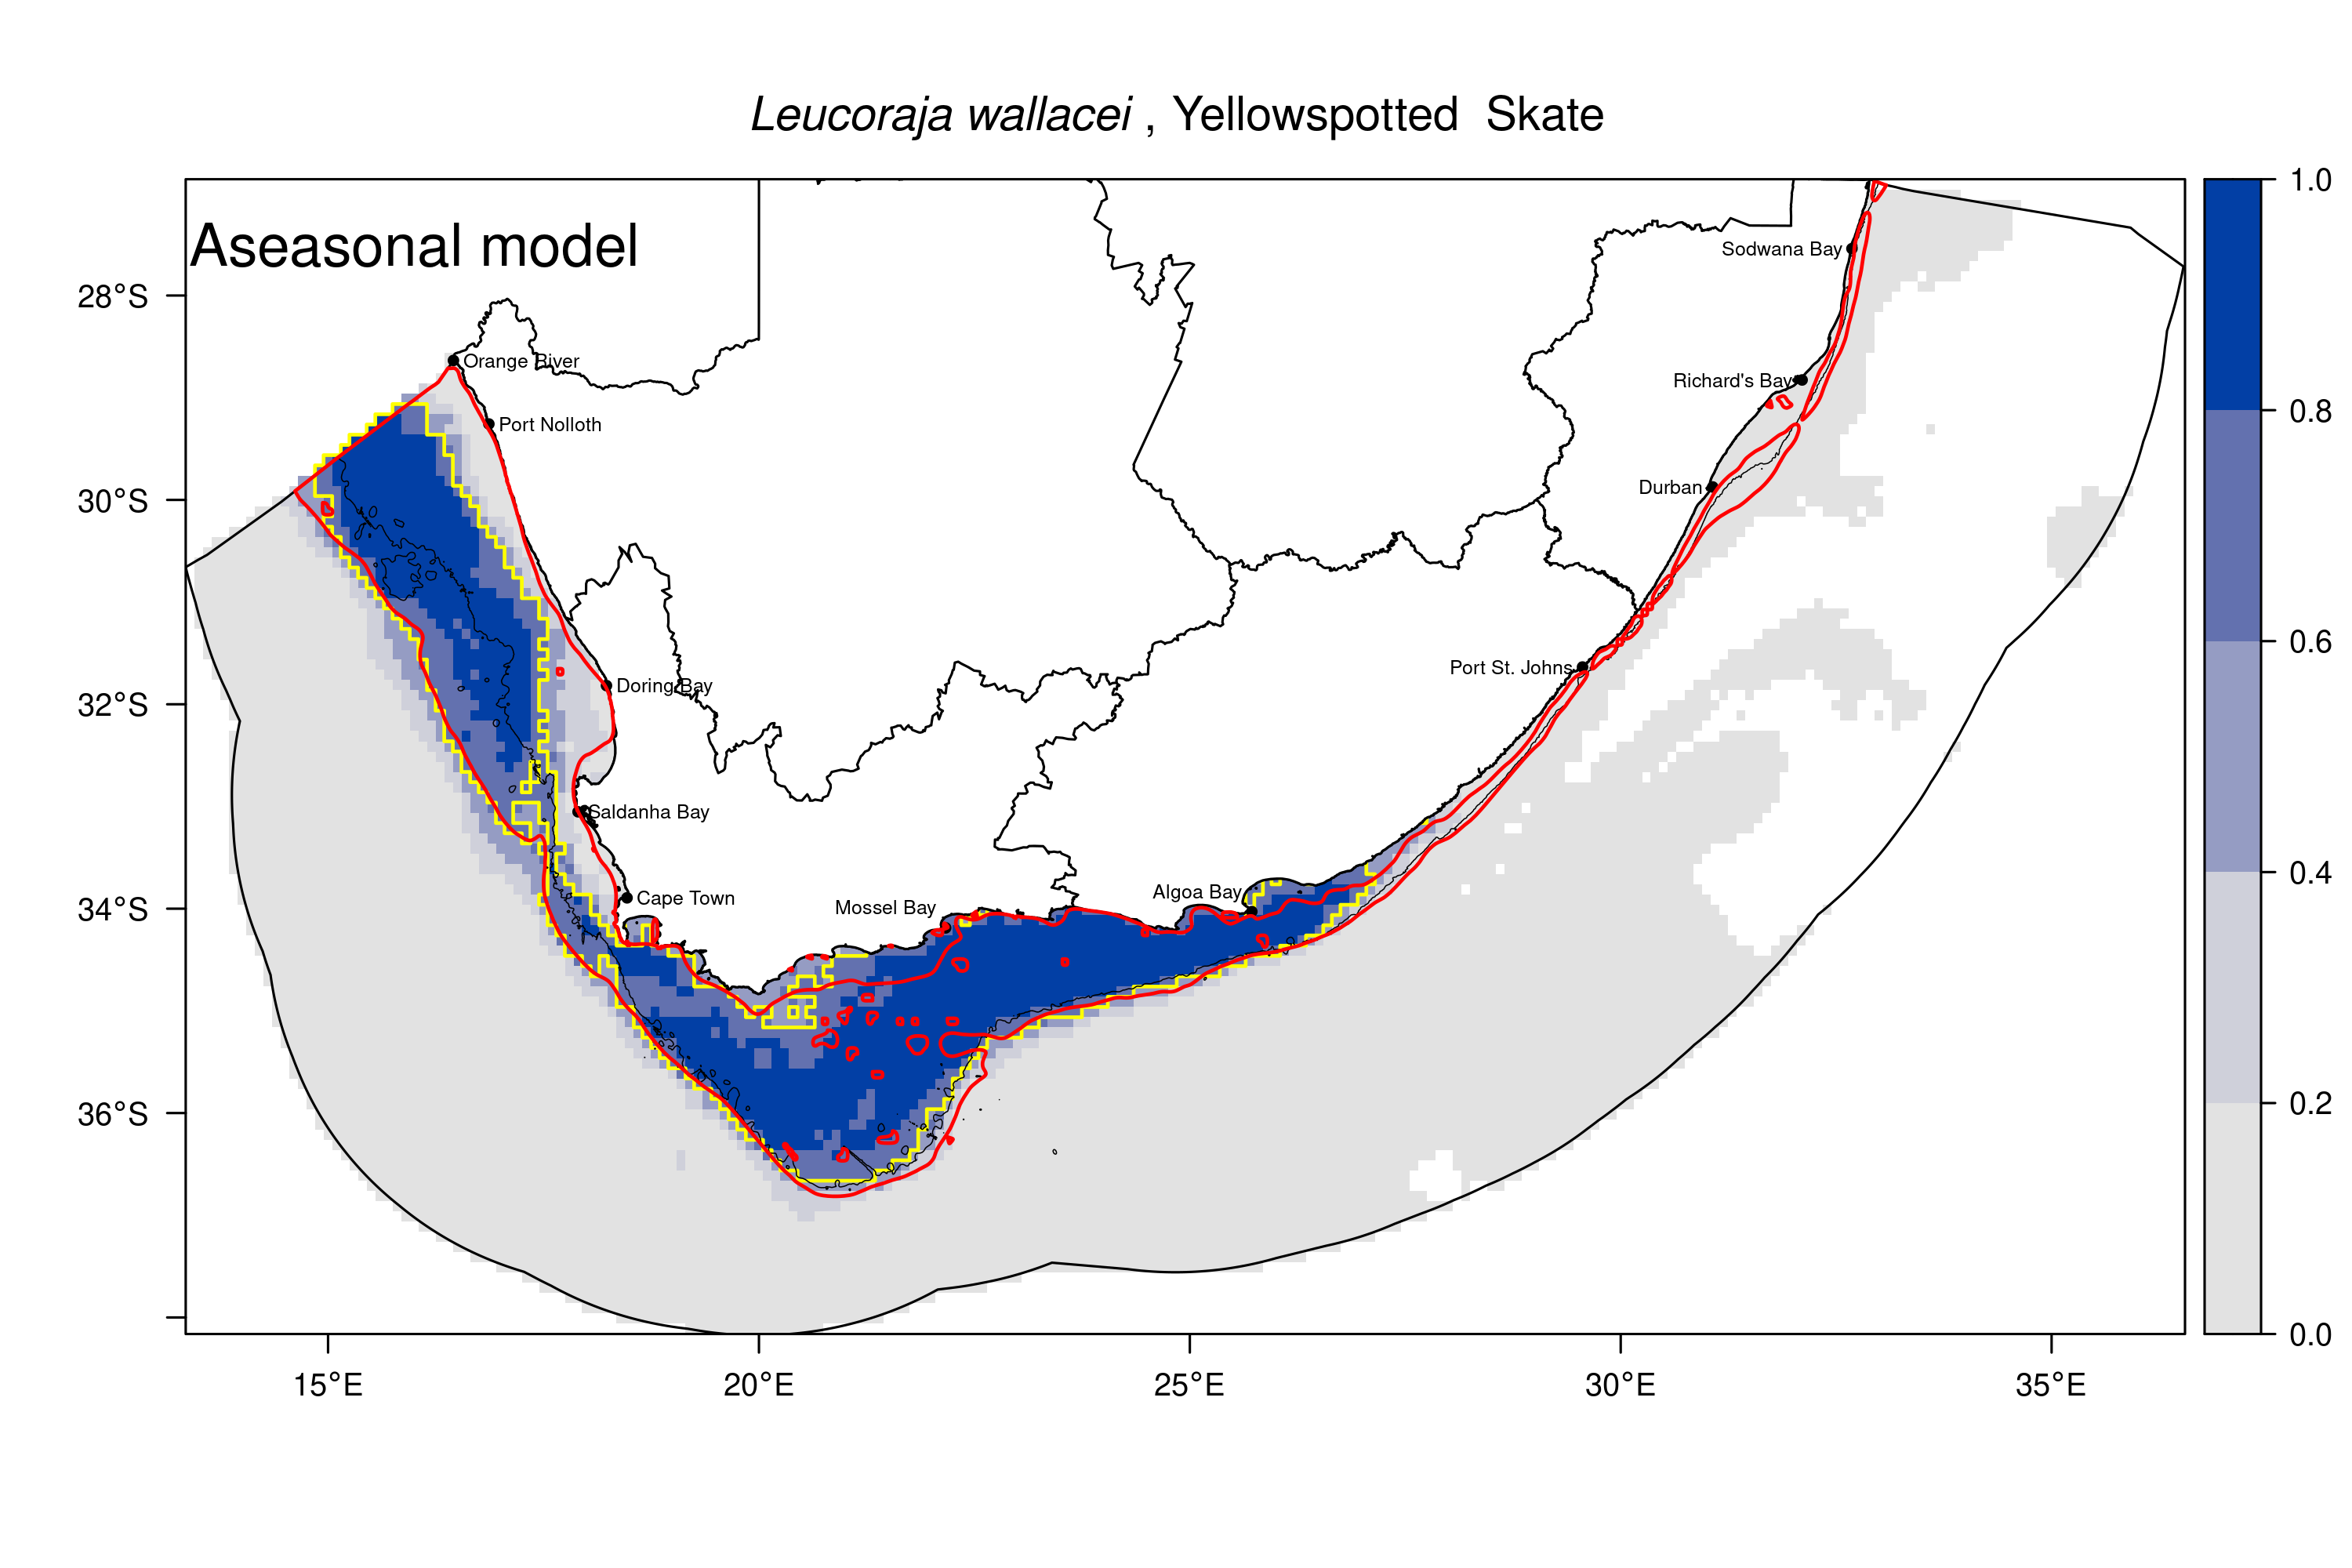 Leucoraja wallacei , Yellowspotted  Skate
Aseasonal model
28°S
30°S
32°S
34°S
36°S
15°E
20°E
25°E
30°E
35°E
Orange River
Port Nolloth
Doring Bay
Saldanha Bay
Cape Town
Mossel Bay
Algoa Bay
Port St. Johns
Durban
Richard's Bay
Sodwana Bay
1.0
0.8
0.6
0.4
0.2
0.0